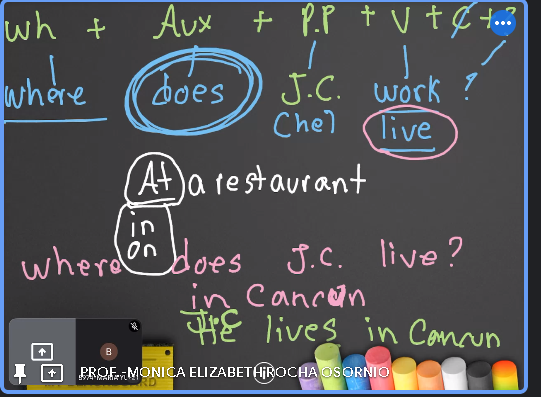 wh + Aux + P.P + V + C + ?
where does J.C. work ?
Chef live
At a restaurant
in
on
where does J.C. live?
in Cancun
He lives in Cancun
B
PROF.-MONICA ELIZABETH ROCHA OSORNIO